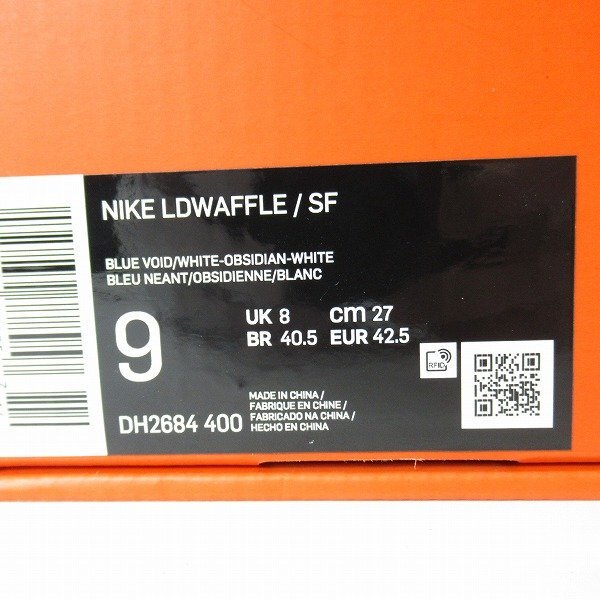 NIKE LDWAFFLE / SF
BLUE VOID/WHITE-OBSIDIAN-WHITE
BLEU NEANT/OBSIDIENNE/BLANC
9
UK 8 cm 27
BR 40.5 EUR 42.5
RFID
DH2684 400
MADE IN CHINA /
FABRIQUE EN CHINE /
FABRICADO NA CHINA /
HECHO EN CHINA